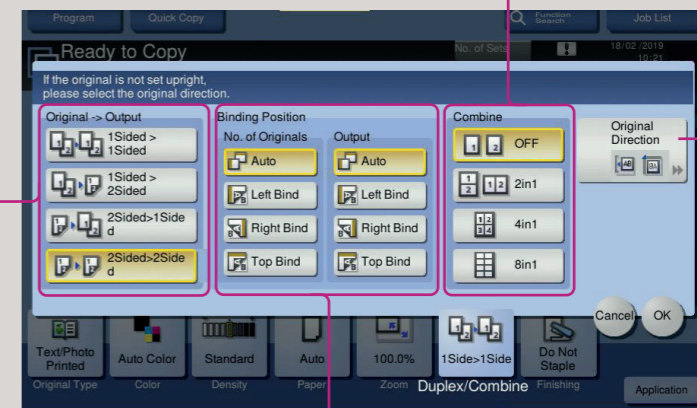 Program
Quick Copy
Function
Search
Job List
Ready to Copy
No. of Sets
18/02 /2019
10:21
If the original is not set upright,
please select the original direction.
Original -> Output
1Sided >
1Sided
1Sided >
2Sided
2Sided>1Side
d
2Sided>2Side
d
Binding Position
No. of Originals
Output
Auto
Auto
Left Bind
Left Bind
Right Bind
Right Bind
Top Bind
Top Bind
Combine
OFF
2in1
4in1
8in1
Original
Direction
Cancel
OK
Text/Photo
Printed
Auto Color
Standard
Auto
100.0%
1Side>1Side
Do Not
Staple
Original Type
Color
Density
Paper
Zoom
Duplex/Combine
Finishing
Application